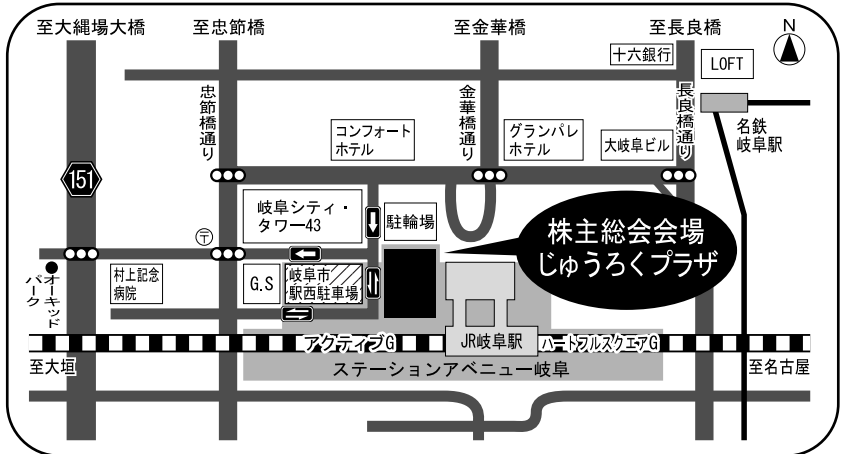 至大縄場大橋
至忠節橋
至金華橋
至長良橋
N
十六銀行
LOFT
忠節橋通り
金華橋通り
長良橋通り
名鉄
岐阜駅
コンフォート
ホテル
グランパレ
ホテル
大岐阜ビル
151
岐阜シティ・
タワー43
駐輪場
株主総会会場
じゅうろくプラザ
〒
村上記念
病院
オーキッド
パーク
G.S
岐阜市
駅西駐車場
アクティブG
JR岐阜駅
ハートフルスクエアG
至大垣
ステーションアベニュー岐阜
至名古屋